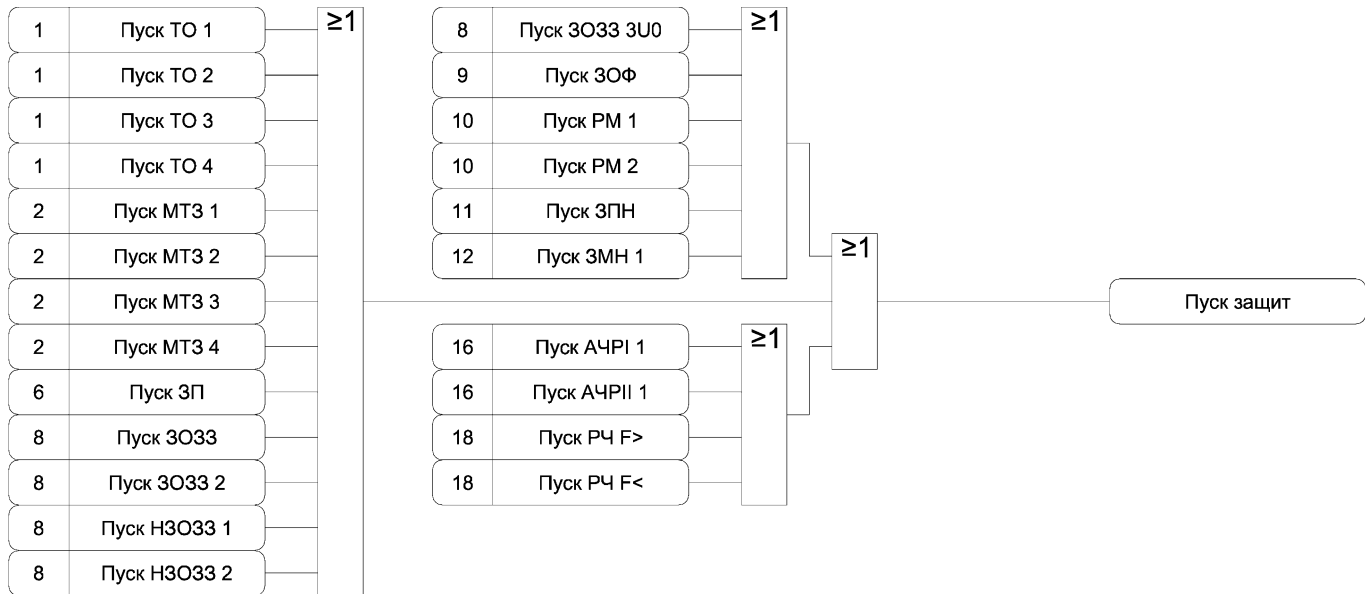 1 Пуск ТО 1
1 Пуск ТО 2
1 Пуск ТО 3
1 Пуск ТО 4
2 Пуск МТЗ 1
2 Пуск МТЗ 2
2 Пуск МТЗ 3
2 Пуск МТЗ 4
6 Пуск ЗП
8 Пуск ЗОЗЗ
8 Пуск ЗОЗЗ 2
8 Пуск НЗОЗЗ 1
8 Пуск НЗОЗЗ 2
≥1
8 Пуск ЗОЗЗ 3U0
9 Пуск ЗОФ
10 Пуск РМ 1
10 Пуск РМ 2
11 Пуск ЗПН
12 Пуск ЗМН 1
≥1
16 Пуск АЧРI 1
16 Пуск АЧРII 1
18 Пуск РЧ F>
18 Пуск РЧ F<
≥1
≥1
Пуск защит